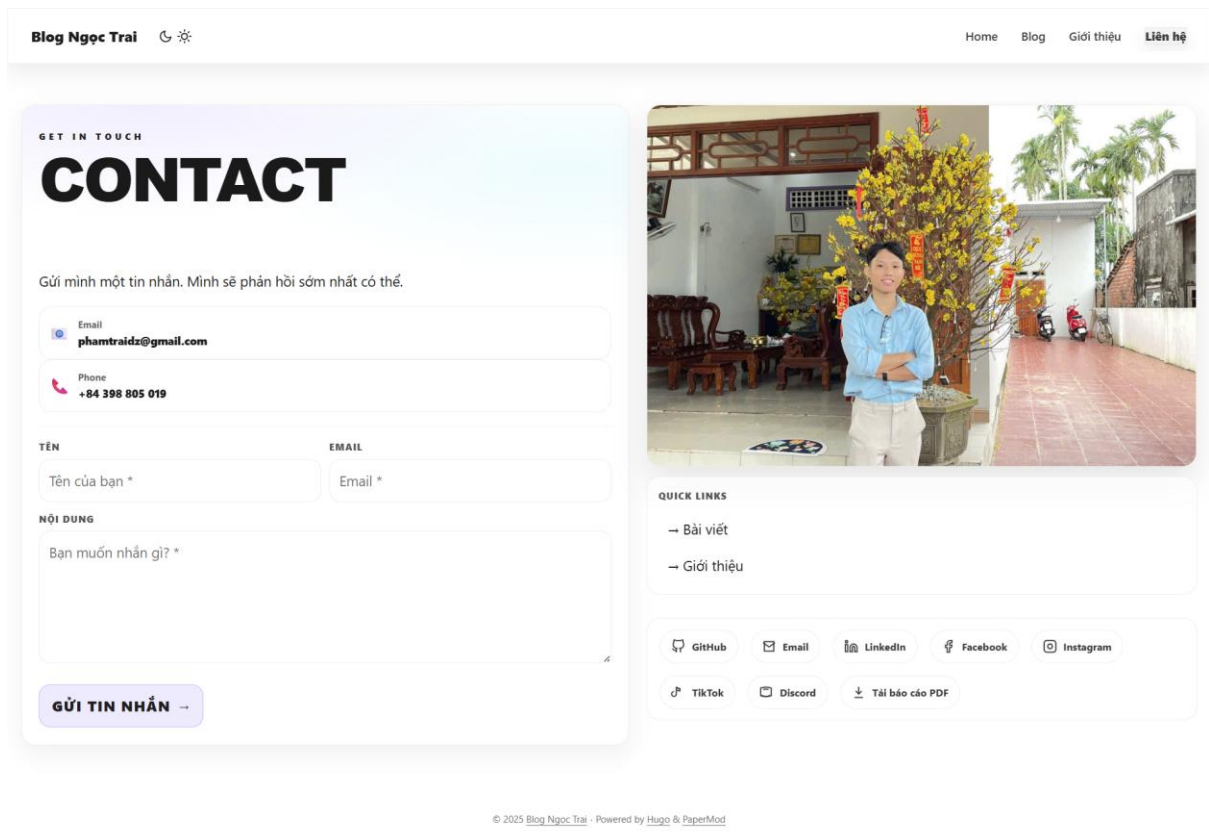 Blog Ngọc Trai
Home Blog Giới thiệu Liên hệ
GET IN TOUCH
CONTACT
Gửi mình một tin nhắn. Mình sẽ phản hồi sớm nhất có thể.
Email
phamtraidz@gmail.com
Phone
+84 398 805 019
TÊN EMAIL
Tên của bạn * Email *
NỘI DUNG
Bạn muốn nhắn gì? *
GỬI TIN NHẮN →
QUICK LINKS
→ Bài viết
→ Giới thiệu
GitHub Email LinkedIn Facebook Instagram
TikTok Discord Tải báo cáo PDF
© 2025 Blog Ngọc Trai · Powered by Hugo & PaperMod